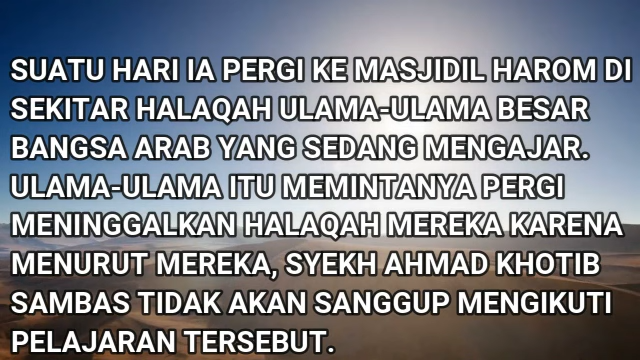 SUATU HARI IA PERGI KE MASJIDIL HAROM DI
SEKITAR HALAQAH ULAMA-ULAMA BESAR
BANGSA ARAB YANG SEDANG MENGAJAR.
ULAMA-ULAMA ITU MEMINTANYA PERGI
MENINGGALKAN HALAQAH MEREKA KARENA
MENURUT MEREKA, SYEKH AHMAD KHOTIB
SAMBAS TIDAK AKAN SANGGUP MENGIKUTI
PELAJARAN TERSEBUT.